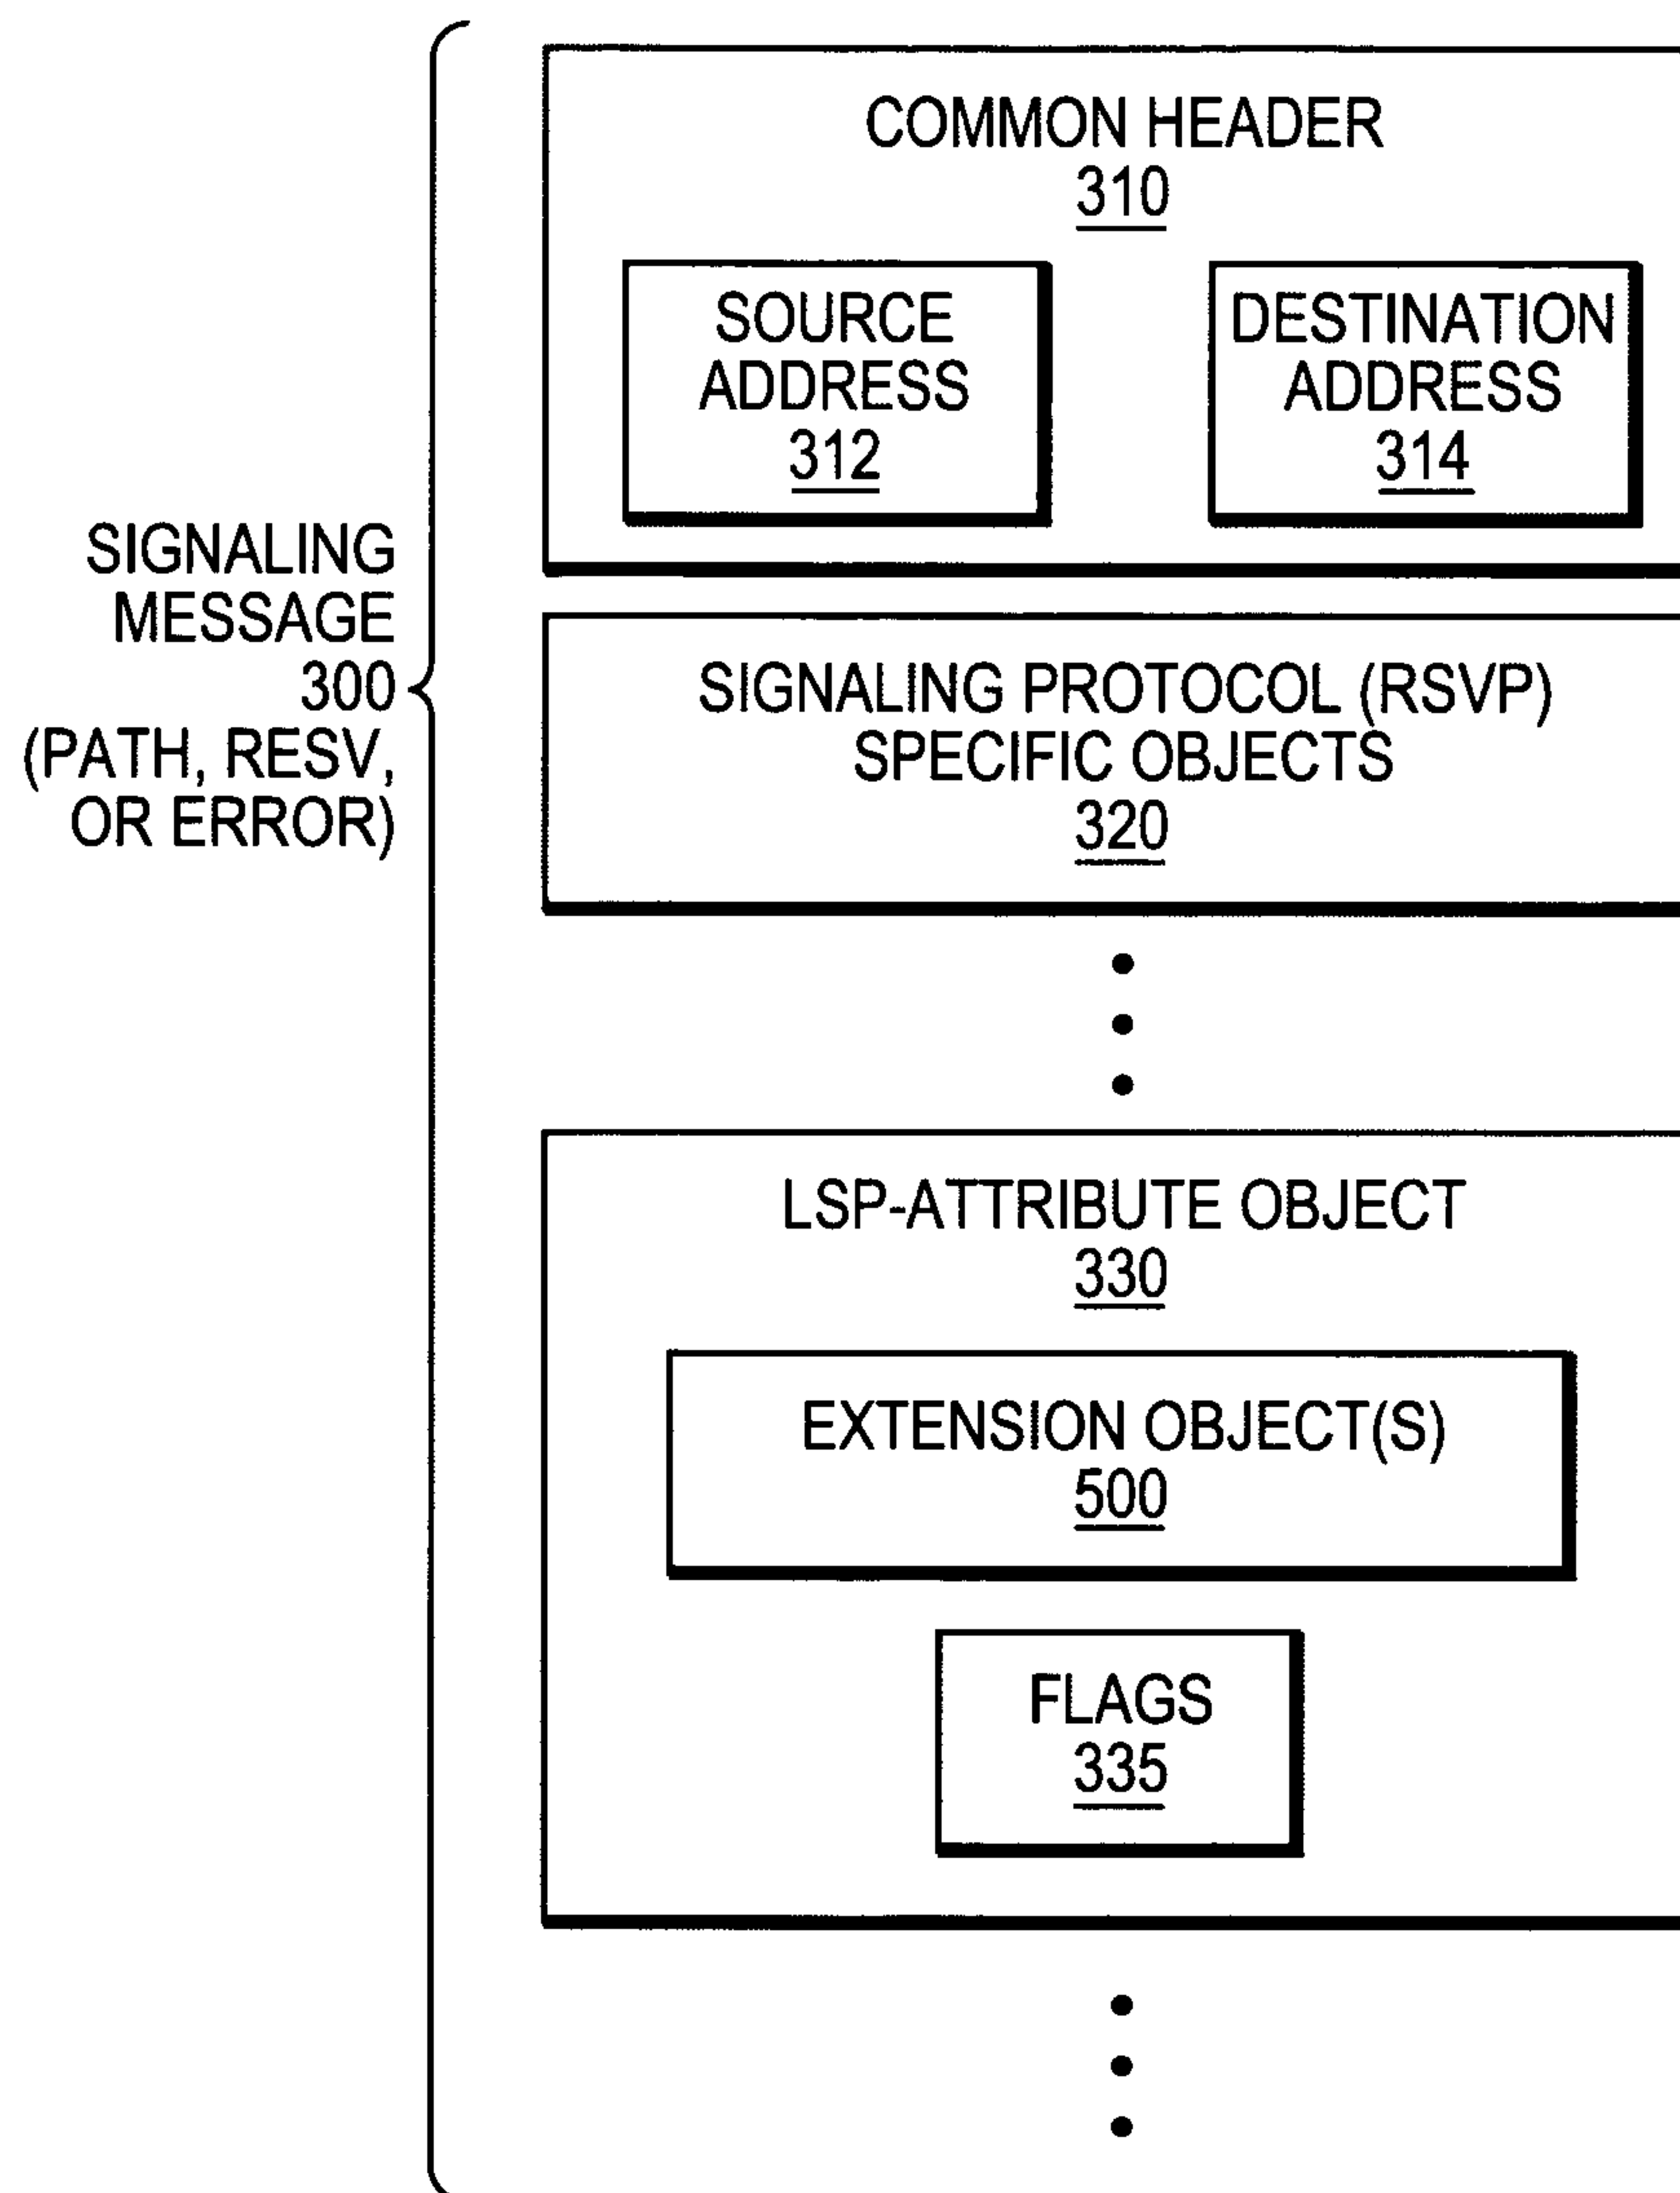 SIGNALING
MESSAGE
300
(PATH, RESV,
OR ERROR)
COMMON HEADER
310
SOURCE
ADDRESS
312
DESTINATION
ADDRESS
314
SIGNALING PROTOCOL (RSVP)
SPECIFIC OBJECTS
320
LSP-ATTRIBUTE OBJECT
330
EXTENSION OBJECT(S)
500
FLAGS
335